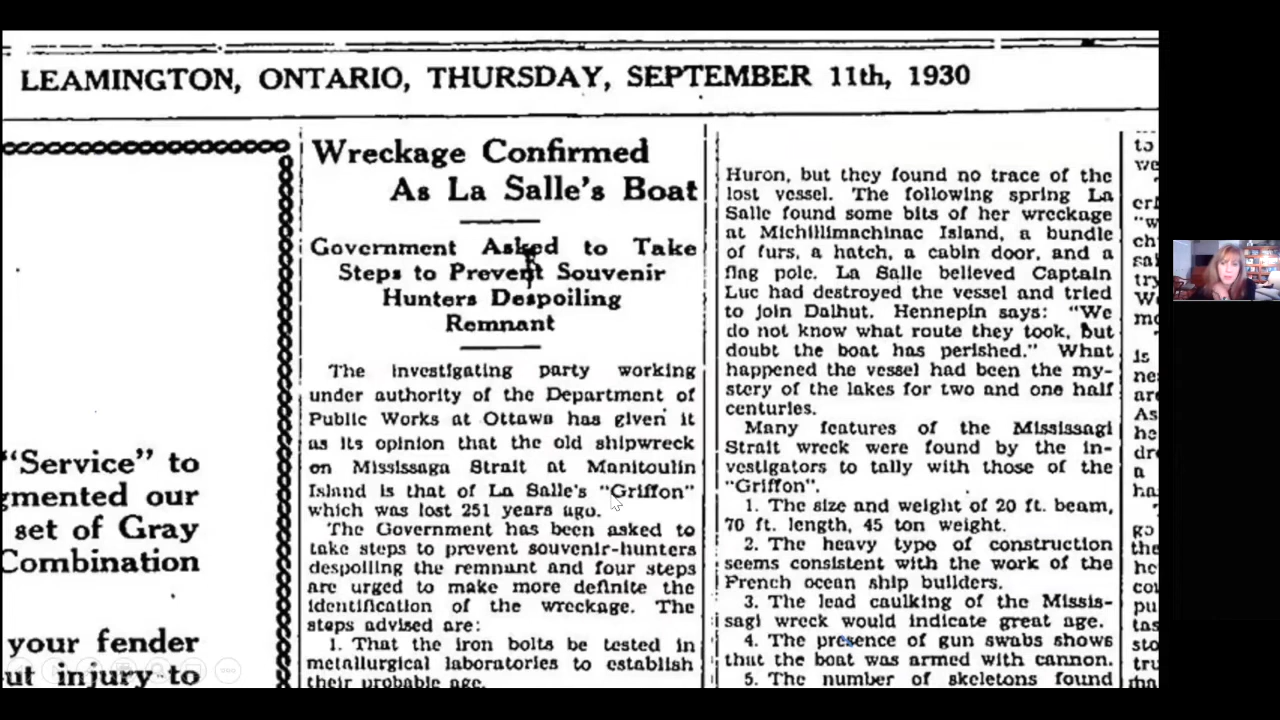 LEAMINGTON, ONTARIO, THURSDAY, SEPTEMBER 11th, 1930
"Service" to
gmented our
set of Gray
Combination
your fender
ut injury to
Wreckage Confirmed
As La Salle's Boat
Government Asked to Take
Steps to Prevent Souvenir
Hunters Despoiling
Remnant
The investigating party working
under authority of the Department of
Public Works at Ottawa has given it
as its opinion that the old shipwreck
on Mississaga Strait at Manitoulin
Island is that of La Salle's "Griffon"
which was lost 251 years ago.
The Government has been asked to
take steps to prevent souvenir-hunters
despoiling the remnant and four steps
are urged to make more definite the
identification of the wreckage. The
steps advised are:
1. That the iron bolts be tested in
metallurgical laboratories to establish
their probable age.
Huron, but they found no trace of the
lost vessel. The following spring La
Salle found some bits of her wreckage
at Michillimachinac Island, a bundle
of furs, a hatch, a cabin door, and a
flag pole. La Salle believed Captain
Luc had destroyed the vessel and tried
to join Dalhut. Hennepin says: "We
do not know what route they took, but
doubt the boat has perished." What
happened the vessel had been the my-
stery of the lakes for two and one half
centuries.
Many features of the Mississagi
Strait wreck were found by the in-
vestigators to tally with those of the
"Griffon".
1. The size and weight of 20 ft. beam,
70 ft. length, 45 ton weight.
2. The heavy type of construction
seems consistent with the work of the
French ocean ship builders.
3. The lead caulking of the Missis-
sagi wreck would indicate great age.
4. The presence of gun swabs shows
that the boat was armed with cannon.
5. The number of skeletons found